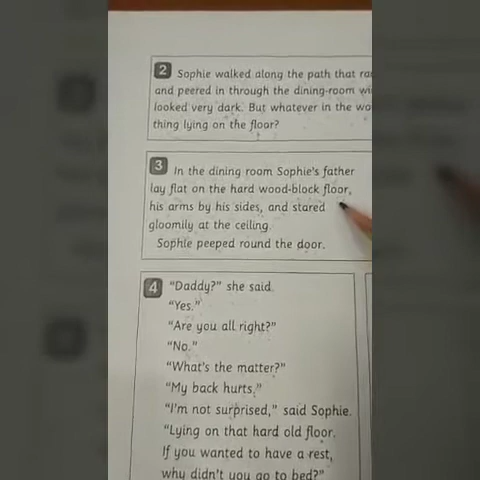 2 Sophie walked along the path that
and peered in through the dining-room
looked very dark. But whatever in the
thing lying on the floor?
3 In the dining room Sophie's father
lay flat on the hard wood-block floor,
his arms by his sides, and stared
gloomily at the ceiling.
Sophie peeped round the door.
4 "Daddy?" she said.
"Yes."
"Are you all right?"
"No."
"What's the matter?"
"My back hurts."
"I'm not surprised," said Sophie.
"Lying on that hard old floor.
If you wanted to have a rest,
why didn't you go to bed?"